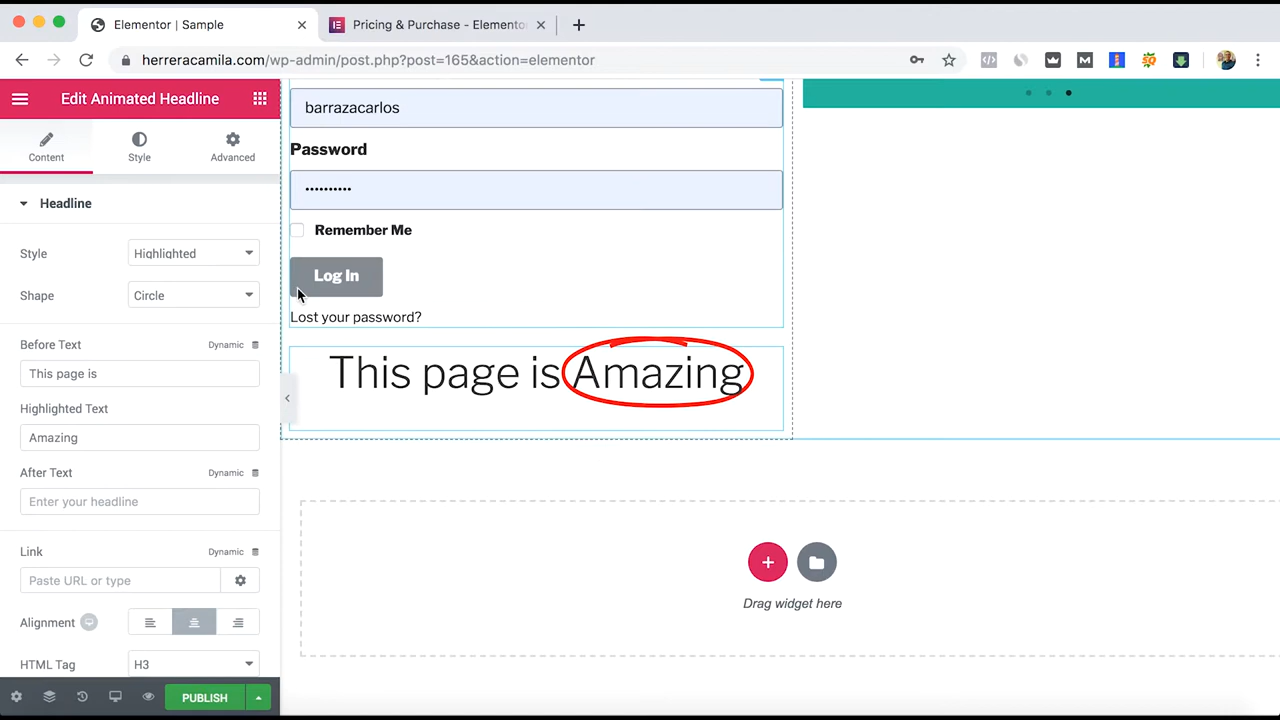 Elementor | Sample
Pricing & Purchase - Elemento
herreracamila.com/wp-admin/post.php?post=165&action=elementor
Edit Animated Headline
Content
Style
Advanced
Headline
Style
Highlighted
Shape
Circle
Before Text
Dynamic
This page is
Highlighted Text
Amazing
After Text
Dynamic
Enter your headline
Link
Dynamic
Paste URL or type
Alignment
HTML Tag
H3
PUBLISH
barrazacarlos
Password
••••••••••
Remember Me
Log In
Lost your password?
This page is Amazing
Drag widget here